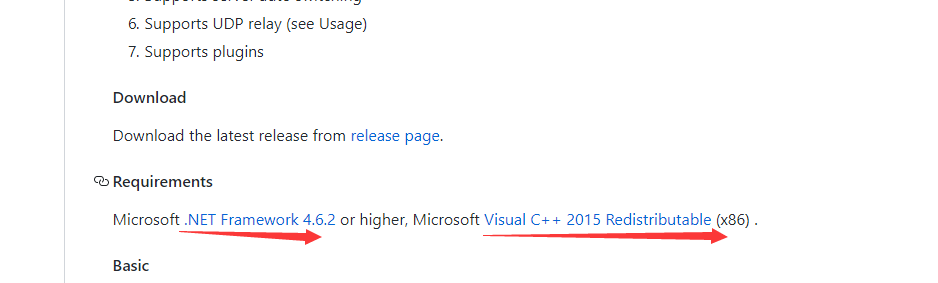 6. Supports UDP relay (see Usage)
7. Supports plugins
Download
Download the latest release from release page.
Requirements
Microsoft .NET Framework 4.6.2 or higher, Microsoft Visual C++ 2015 Redistributable (x86) .
Basic